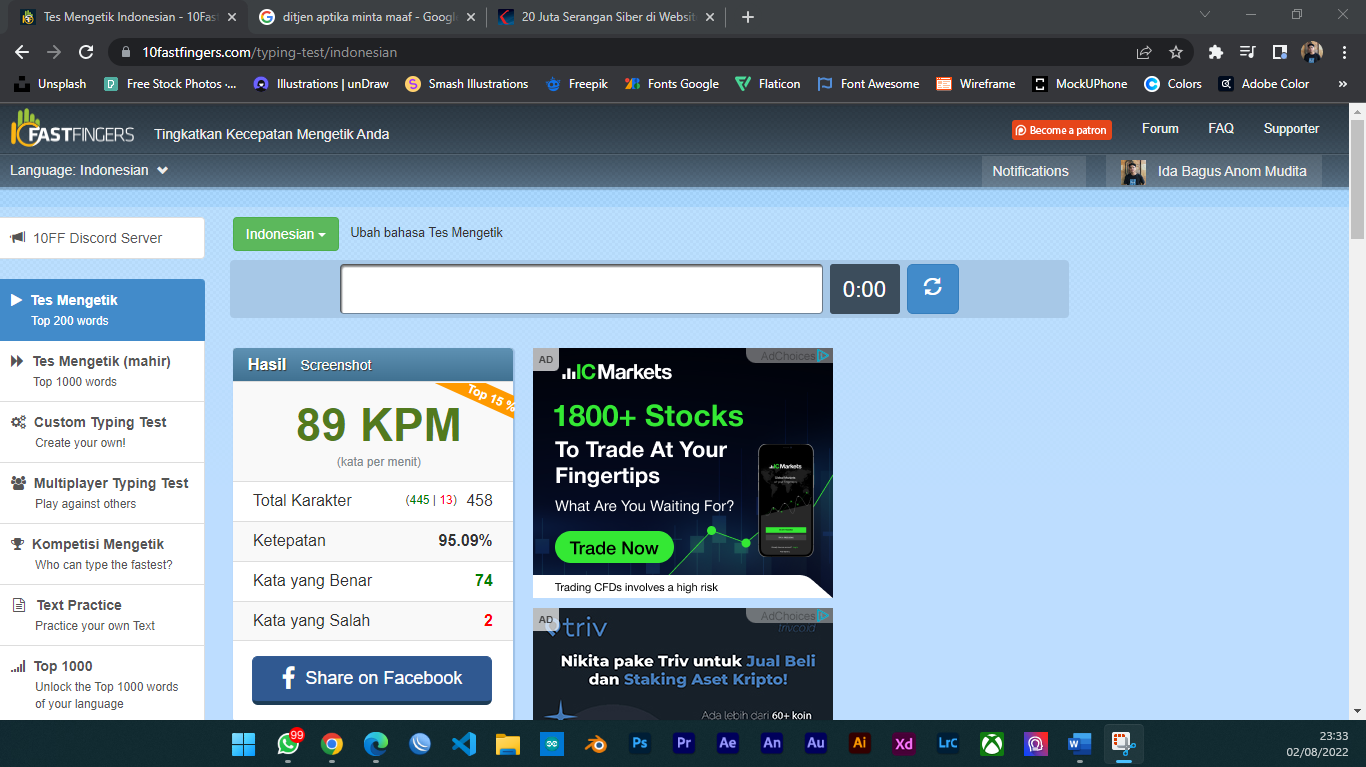 Tes Mengetik Indonesian - 10Fas
ditjen aptika minta maaf - Googl
20 Juta Serangan Siber di Websit
10fastfingers.com/typing-test/indonesian
Unsplash
Free Stock Photos ·...
Illustrations | unDraw
Smash Illustrations
Freepik
Fonts Google
Flaticon
Font Awesome
Wireframe
MockUPhone
Colors
Adobe Color
»
FASTFINGERS
Tingkatkan Kecepatan Mengetik Anda
Become a patron
Forum
FAQ
Supporter
Language: Indonesian
Notifications
Ida Bagus Anom Mudita
10FF Discord Server
Tes Mengetik
Top 200 words
Tes Mengetik (mahir)
Top 1000 words
Custom Typing Test
Create your own!
Multiplayer Typing Test
Play against others
Kompetisi Mengetik
Who can type the fastest?
Text Practice
Practice your own Text
Top 1000
Unlock the Top 1000 words
of your language
Indonesian
Ubah bahasa Tes Mengetik
0:00
Hasil Screenshot
Top 15 %
89 KPM
(kata per menit)
Total Karakter (445 | 13) 458
Ketepatan 95.09%
Kata yang Benar 74
Kata yang Salah 2
Share on Facebook
AD
AdChoices
ICMarkets
1800+ Stocks
To Trade At Your
Fingertips
What Are You Waiting For?
Trade Now
Trading CFDs involves a high risk
AD
AdChoices
triv
Nikita pake Triv untuk Jual Beli
dan Staking Aset Kripto!
Ada lebih dari 60+ koin
99
Ps
Pr
Ae
An
Au
Ai
Xd
LrC
23:33
02/08/2022